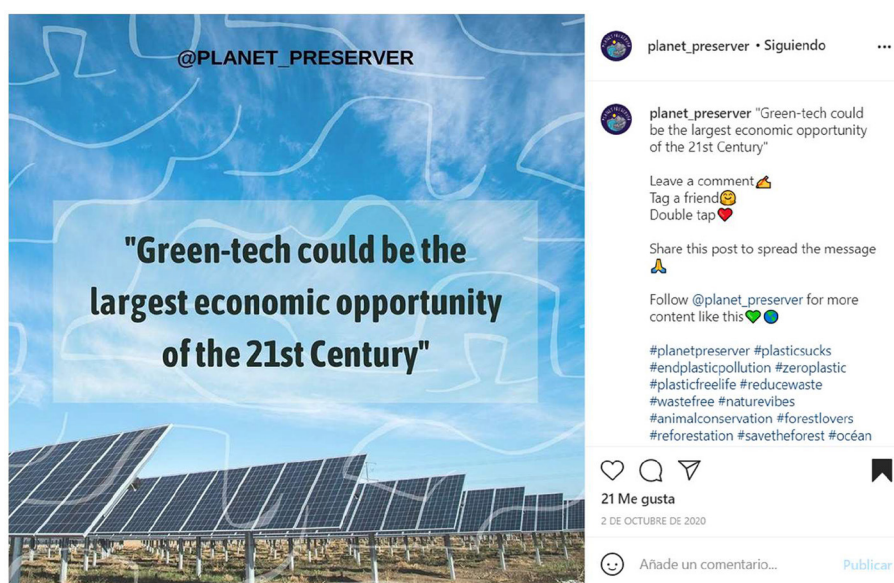 @PLANET_PRESERVER
"Green-tech could be the
largest economic opportunity
of the 21st Century"
planet_preserver • Siguiendo
planet_preserver "Green-tech could
be the largest economic opportunity
of the 21st Century"
Leave a comment✍️
Tag a friend🤗
Double tap❤️
Share this post to spread the message
🙏
Follow @planet_preserver for more
content like this💚🌎
#planetpreserver #plasticsucks
#endplasticpollution #zeroplastic
#plasticfreelife #reducewaste
#wastefree #naturevibes
#animalconservation #forestlovers
#reforestation #savetheforest #océan
21 Me gusta
2 DE OCTUBRE DE 2020
Añade un comentario...
Publicar